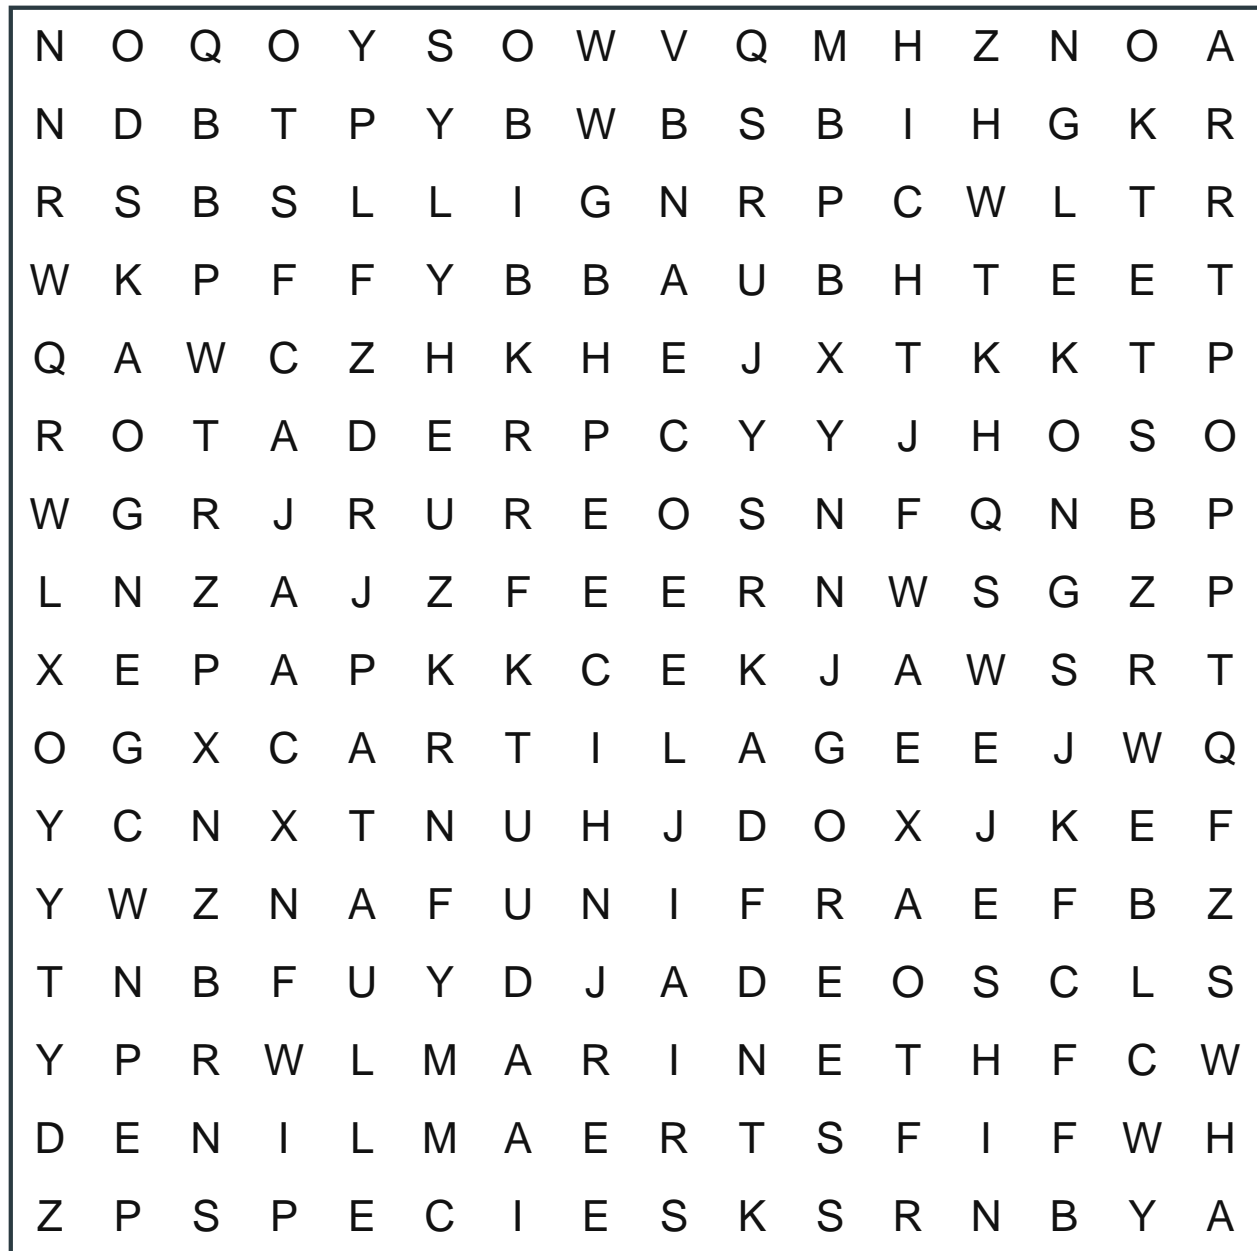 N O Q O Y S O W V Q M H Z N O A
N D B T P Y B W B S B I H G K R
R S B S L L I G N R P C W L T R
W K P F F Y B B A U B H T E E T
Q A W C Z H K H E J X T K K T P
R O T A D E R P C Y Y J H O S O
W G R J R U R E O S N F Q N B P
L N Z A J Z F E E R N W S G Z P
X E P A P K K C E K J A W S R T
O G X C A R T I L A G E E J W Q
Y C N X T N U H J D O X J K E F
Y W Z N A F U N I F R A E F B Z
T N B F U Y D J A D E O S C L S
Y P R W L M A R I N E T H F C W
D E N I L M A E R T S F I F W H
Z P S P E C I E S K S R N B Y A